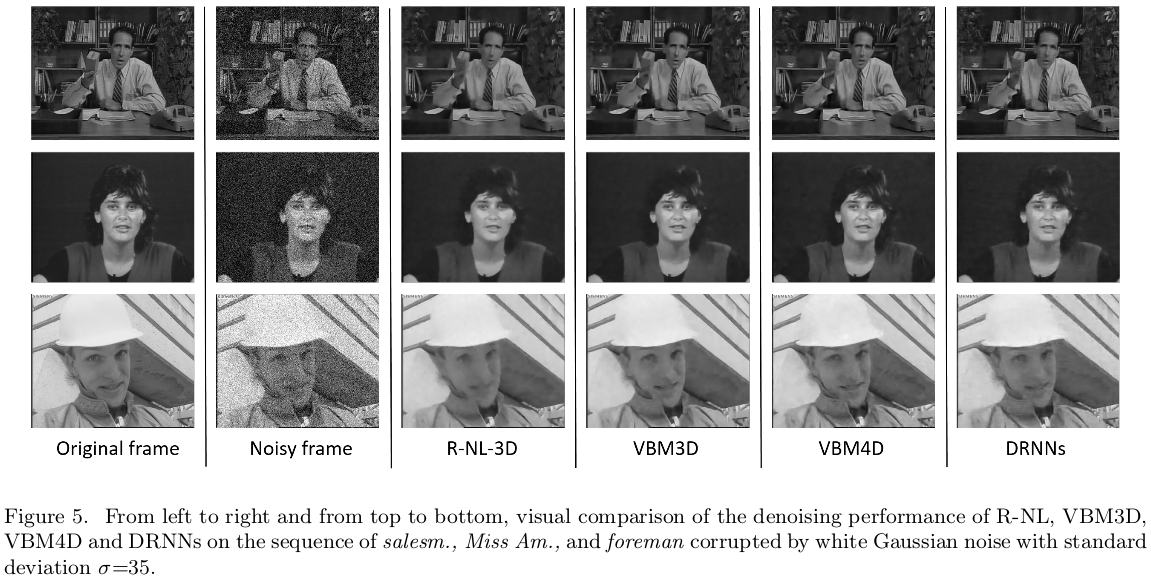 Original frame
Noisy frame
R-NL-3D
VBM3D
VBM4D
DRNNs
Figure 5. From left to right and from top to bottom, visual comparison of the denoising performance of R-NL, VBM3D,
VBM4D and DRNNs on the sequence of salesm., Miss Am., and foreman corrupted by white Gaussian noise with standard
deviation σ=35.